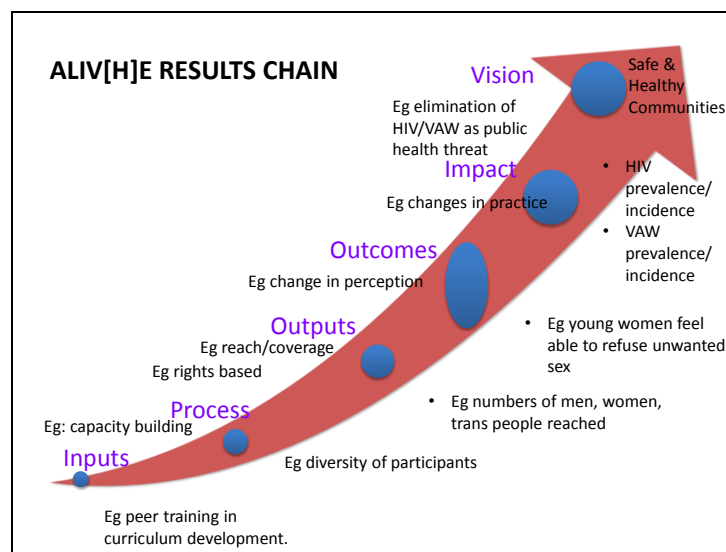 ALIV[H]E RESULTS CHAIN
Vision
Safe &
Healthy
Communities
Eg elimination of
HIV/VAW as public
health threat
Impact
Eg changes in practice
• HIV
prevalence/
incidence
• VAW
prevalence/
incidence
Outcomes
Eg change in perception
• Eg young women feel
able to refuse unwanted
sex
Outputs
Eg reach/coverage
• Eg numbers of men, women,
trans people reached
Eg rights based
Process
Eg diversity of participants
Eg: capacity building
Inputs
Eg peer training in
curriculum development.